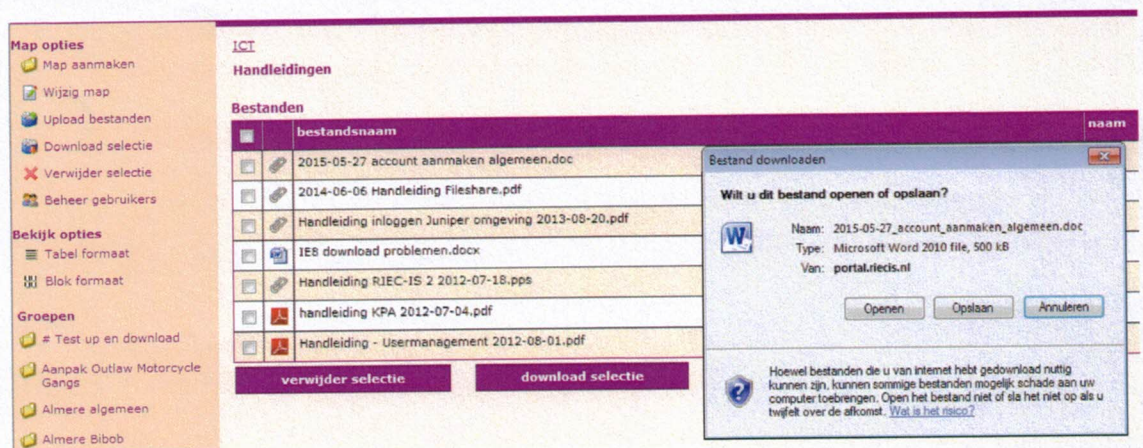 Map opties
Map aanmaken
Wijzig map
Upload bestanden
Download selectie
Verwijder selectie
Beheer gebruikers
Bekijk opties
Tabel formaat
Blok formaat
Groepen
# Test up en download
Aanpak Outlaw Motorcycle
Gangs
Almere algemeen
Almere Bibob
ICT
Handleidingen
Bestanden
bestandsnaam
naam
2015-05-27 account aanmaken algemeen.doc
2014-06-06 Handleiding Fileshare.pdf
Handleiding inloggen Juniper omgeving 2013-08-20.pdf
IE8 download problemen.docx
Handleiding RIEC-IS 2 2012-07-18.pps
handleiding KPA 2012-07-04.pdf
Handleiding - Usermanagement 2012-08-01.pdf
verwijder selectie
download selectie
Bestand downloaden
Wilt u dit bestand openen of opslaan?
Naam: 2015-05-27_account_aanmaken_algemeen.doc
Type: Microsoft Word 2010 file, 500 kB
Van: portal.riecis.nl
Openen
Opslaan
Annuleren
Hoewel bestanden die u van internet hebt gedownload nuttig
kunnen zijn, kunnen sommige bestanden mogelijk schade aan uw
computer toebrengen. Open het bestand niet of sla het niet op als u
twijfelt over de afkomst. Wat is het risico?